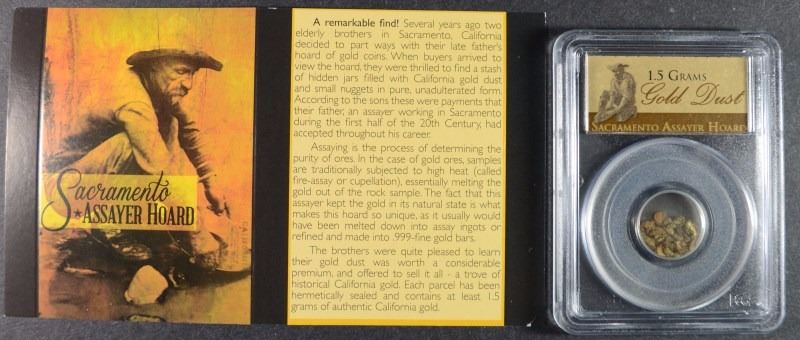 Sacramento
★ASSAYER HOARD
A remarkable find! Several years ago two
elderly brothers in Sacramento, California
decided to part ways with their late father's
hoard of gold coins. When buyers arrived to
view the hoard, they were thrilled to find a stash
of hidden jars filled with California gold dust
and small nuggets in pure, unadulterated form.
According to the sons these were payments that
their father, an assayer working in Sacramento
during the first half of the 20th Century, had
accepted throughout his career.
Assaying is the process of determining the
purity of ores. In the case of gold ores, samples
are traditionally subjected to high heat (called
fire-assay or cupellation), essentially melting the
gold out of the rock sample. The fact that this
assayer kept the gold in its natural state is what
makes this hoard so unique, as it usually would
have been melted down into assay ingots or
refined and made into .999-fine gold bars.
The brothers were quite pleased to learn
their gold dust was worth a considerable
premium, and offered to sell it all - a trove of
historical California gold. Each parcel has been
hermetically sealed and contains at least 1.5
grams of authentic California gold.
1.5 GRAMS
Gold Dust
SACRAMENTO ASSAYER HOARD